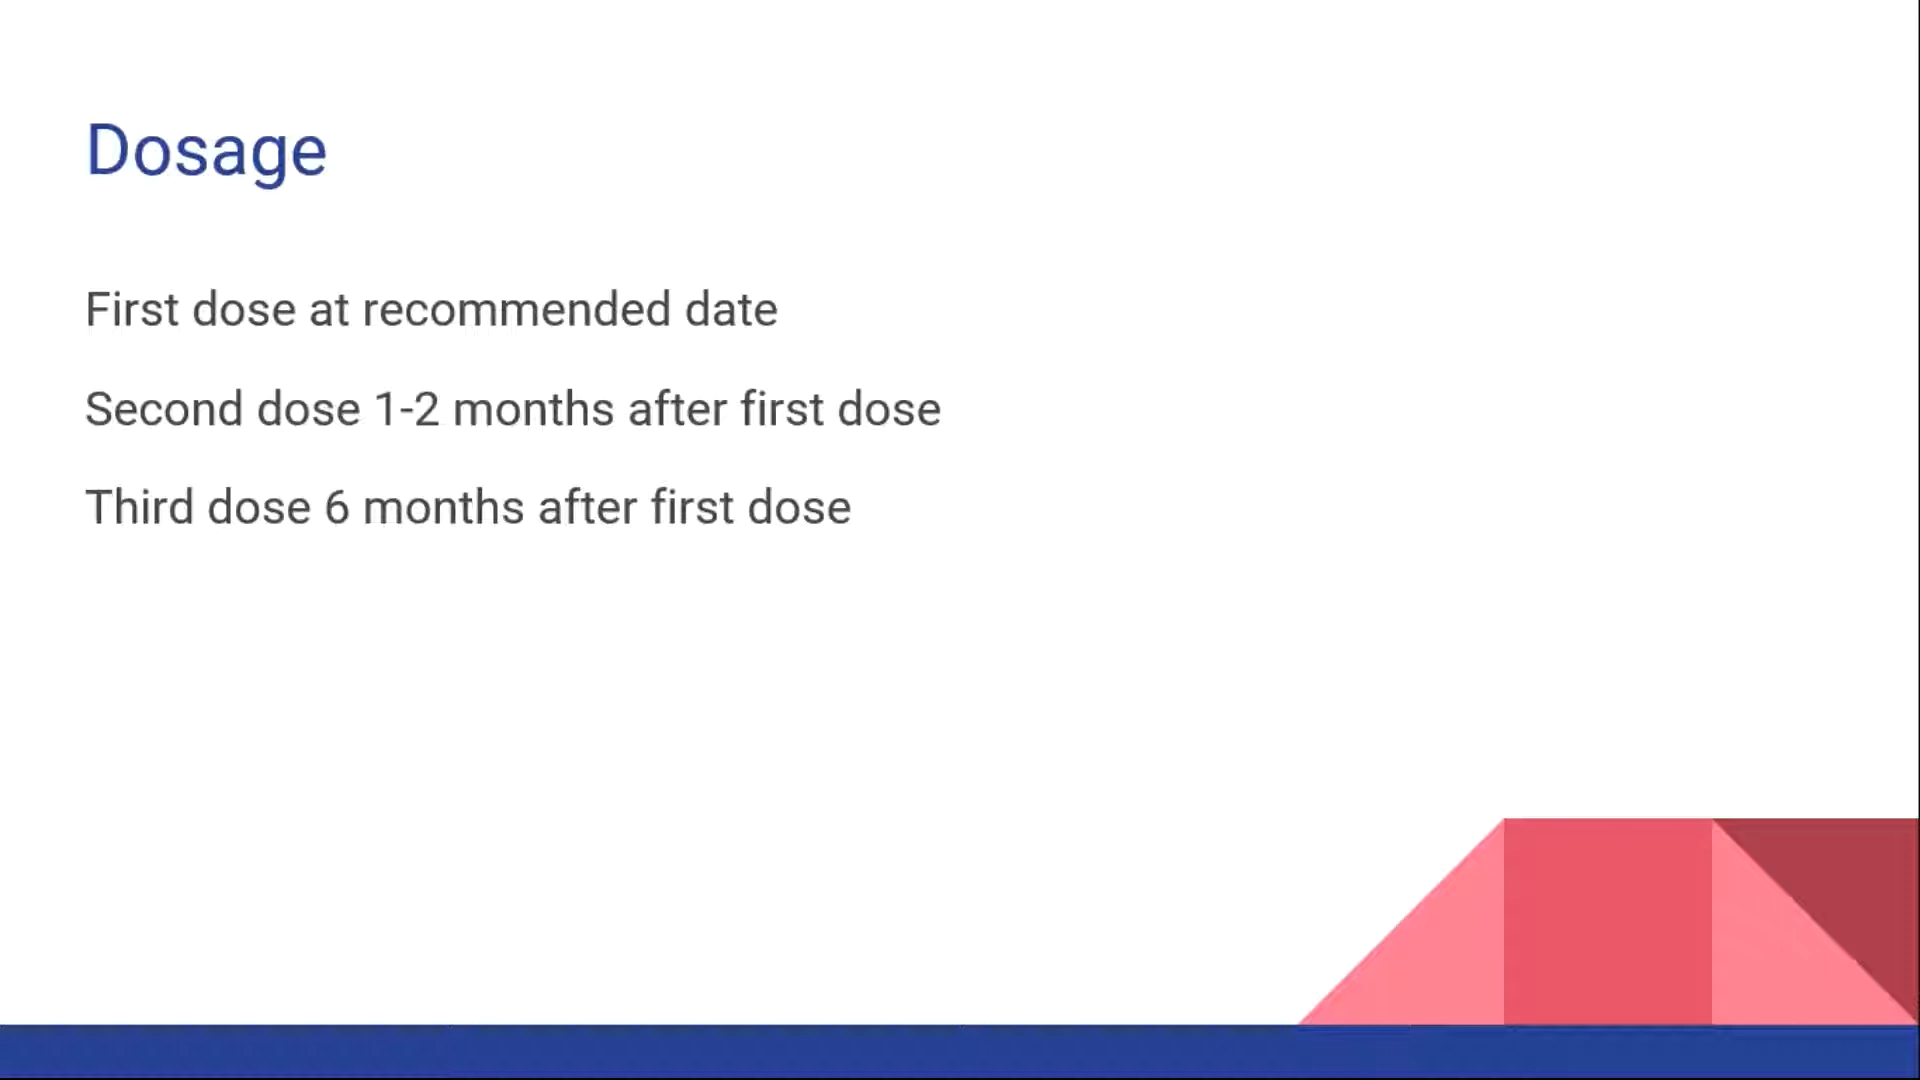 Dosage
First dose at recommended date
Second dose 1-2 months after first dose
Third dose 6 months after first dose